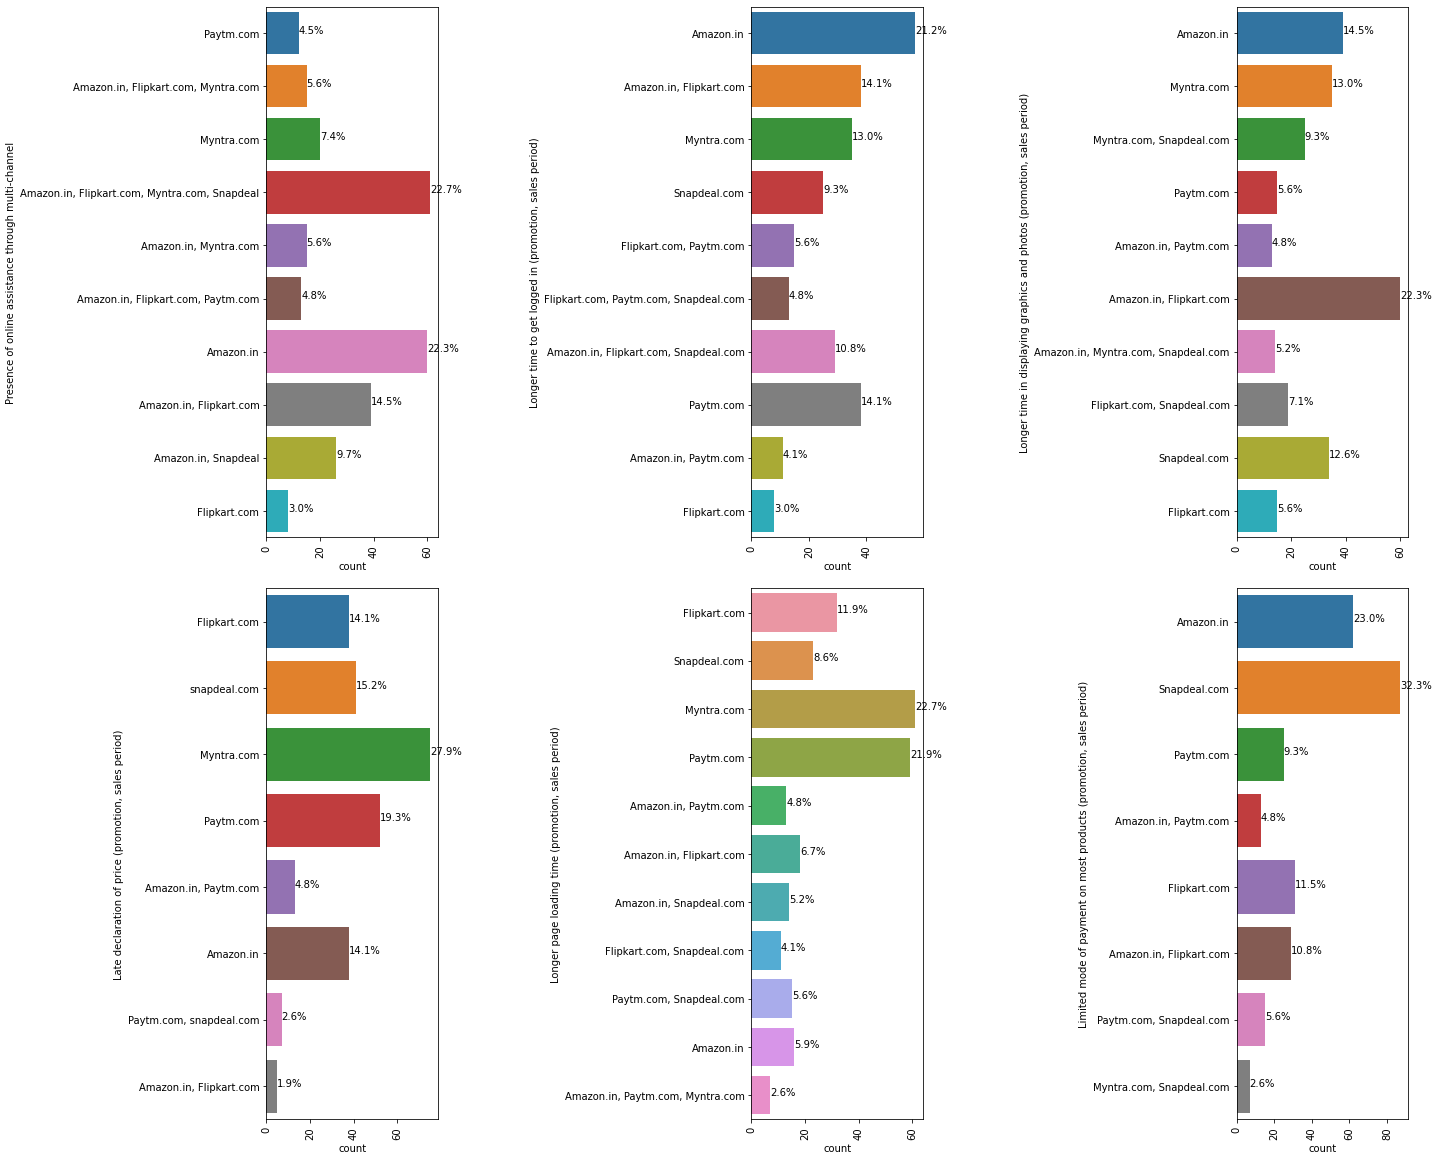 Presence of online assistance through multi-channel
Paytm.com
4.5%
Amazon.in, Flipkart.com, Myntra.com
5.6%
Myntra.com
7.4%
Amazon.in, Flipkart.com, Myntra.com, Snapdeal
22.7%
Amazon.in, Myntra.com
5.6%
Amazon.in, Flipkart.com, Paytm.com
4.8%
Amazon.in
22.3%
Amazon.in, Flipkart.com
14.5%
Amazon.in, Snapdeal
9.7%
Flipkart.com
3.0%
0
20
40
60
count
Longer time to get logged in (promotion, sales period)
Amazon.in
21.2%
Amazon.in, Flipkart.com
14.1%
Myntra.com
13.0%
Snapdeal.com
9.3%
Flipkart.com, Paytm.com
5.6%
Flipkart.com, Paytm.com, Snapdeal.com
4.8%
Amazon.in, Flipkart.com, Snapdeal.com
10.8%
Paytm.com
14.1%
Amazon.in, Paytm.com
4.1%
Flipkart.com
3.0%
0
20
40
count
Longer time in displaying graphics and photos (promotion, sales period)
Amazon.in
14.5%
Myntra.com
13.0%
Myntra.com, Snapdeal.com
9.3%
Paytm.com
5.6%
Amazon.in, Paytm.com
4.8%
Amazon.in, Flipkart.com
22.3%
Amazon.in, Myntra.com, Snapdeal.com
5.2%
Flipkart.com, Snapdeal.com
7.1%
Snapdeal.com
12.6%
Flipkart.com
5.6%
0
20
40
60
count
Late declaration of price (promotion, sales period)
Flipkart.com
14.1%
snapdeal.com
15.2%
Myntra.com
27.9%
Paytm.com
19.3%
Amazon.in, Paytm.com
4.8%
Amazon.in
14.1%
Paytm.com, snapdeal.com
2.6%
Amazon.in, Flipkart.com
1.9%
0
20
40
60
count
Longer page loading time (promotion, sales period)
Flipkart.com
11.9%
Snapdeal.com
8.6%
Myntra.com
22.7%
Paytm.com
21.9%
Amazon.in, Paytm.com
4.8%
Amazon.in, Flipkart.com
6.7%
Amazon.in, Snapdeal.com
5.2%
Flipkart.com, Snapdeal.com
4.1%
Paytm.com, Snapdeal.com
5.6%
Amazon.in
5.9%
Amazon.in, Paytm.com, Myntra.com
2.6%
0
20
40
60
count
Limited mode of payment on most products (promotion, sales period)
Amazon.in
23.0%
Snapdeal.com
32.3%
Paytm.com
9.3%
Amazon.in, Paytm.com
4.8%
Flipkart.com
11.5%
Amazon.in, Flipkart.com
10.8%
Paytm.com, Snapdeal.com
5.6%
Myntra.com, Snapdeal.com
2.6%
0
20
40
60
80
count